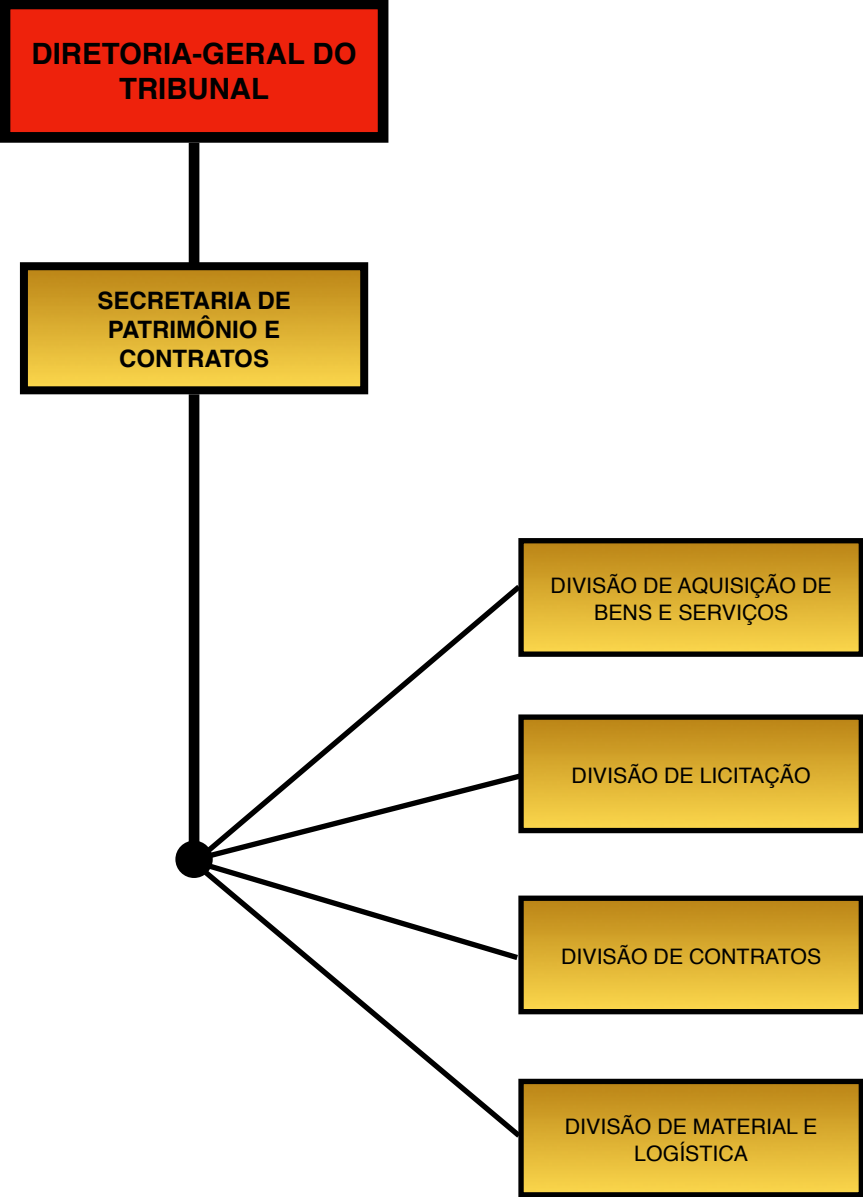 DIRETORIA-GERAL DO
TRIBUNAL
SECRETARIA DE
PATRIMÔNIO E
CONTRATOS
DIVISÃO DE AQUISIÇÃO DE
BENS E SERVIÇOS
DIVISÃO DE LICITAÇÃO
DIVISÃO DE CONTRATOS
DIVISÃO DE MATERIAL E
LOGÍSTICA